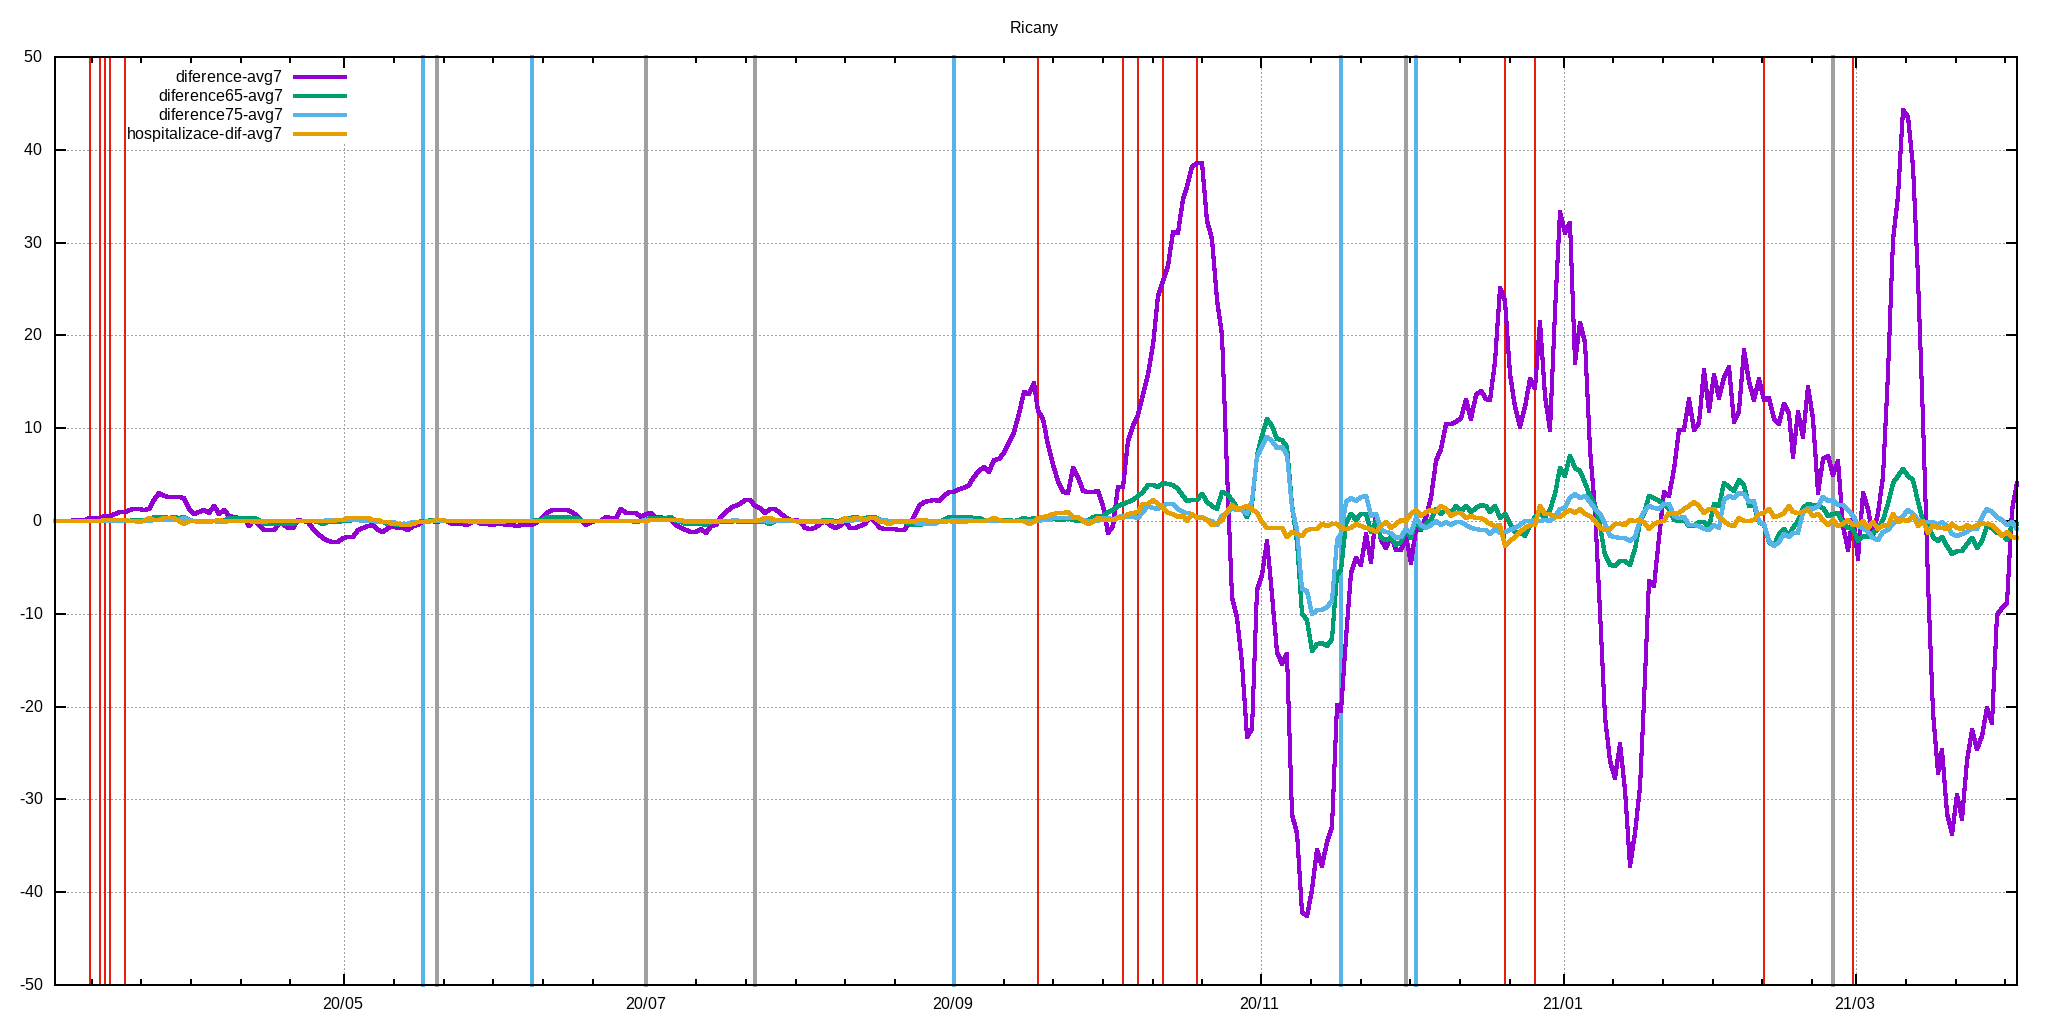 Ricany
diference-avg7
diference65-avg7
diference75-avg7
hospitalizace-dif-avg7
50
40
30
20
10
0
-10
-20
-30
-40
-50
20/05 20/07 20/09 20/11 21/01 21/03